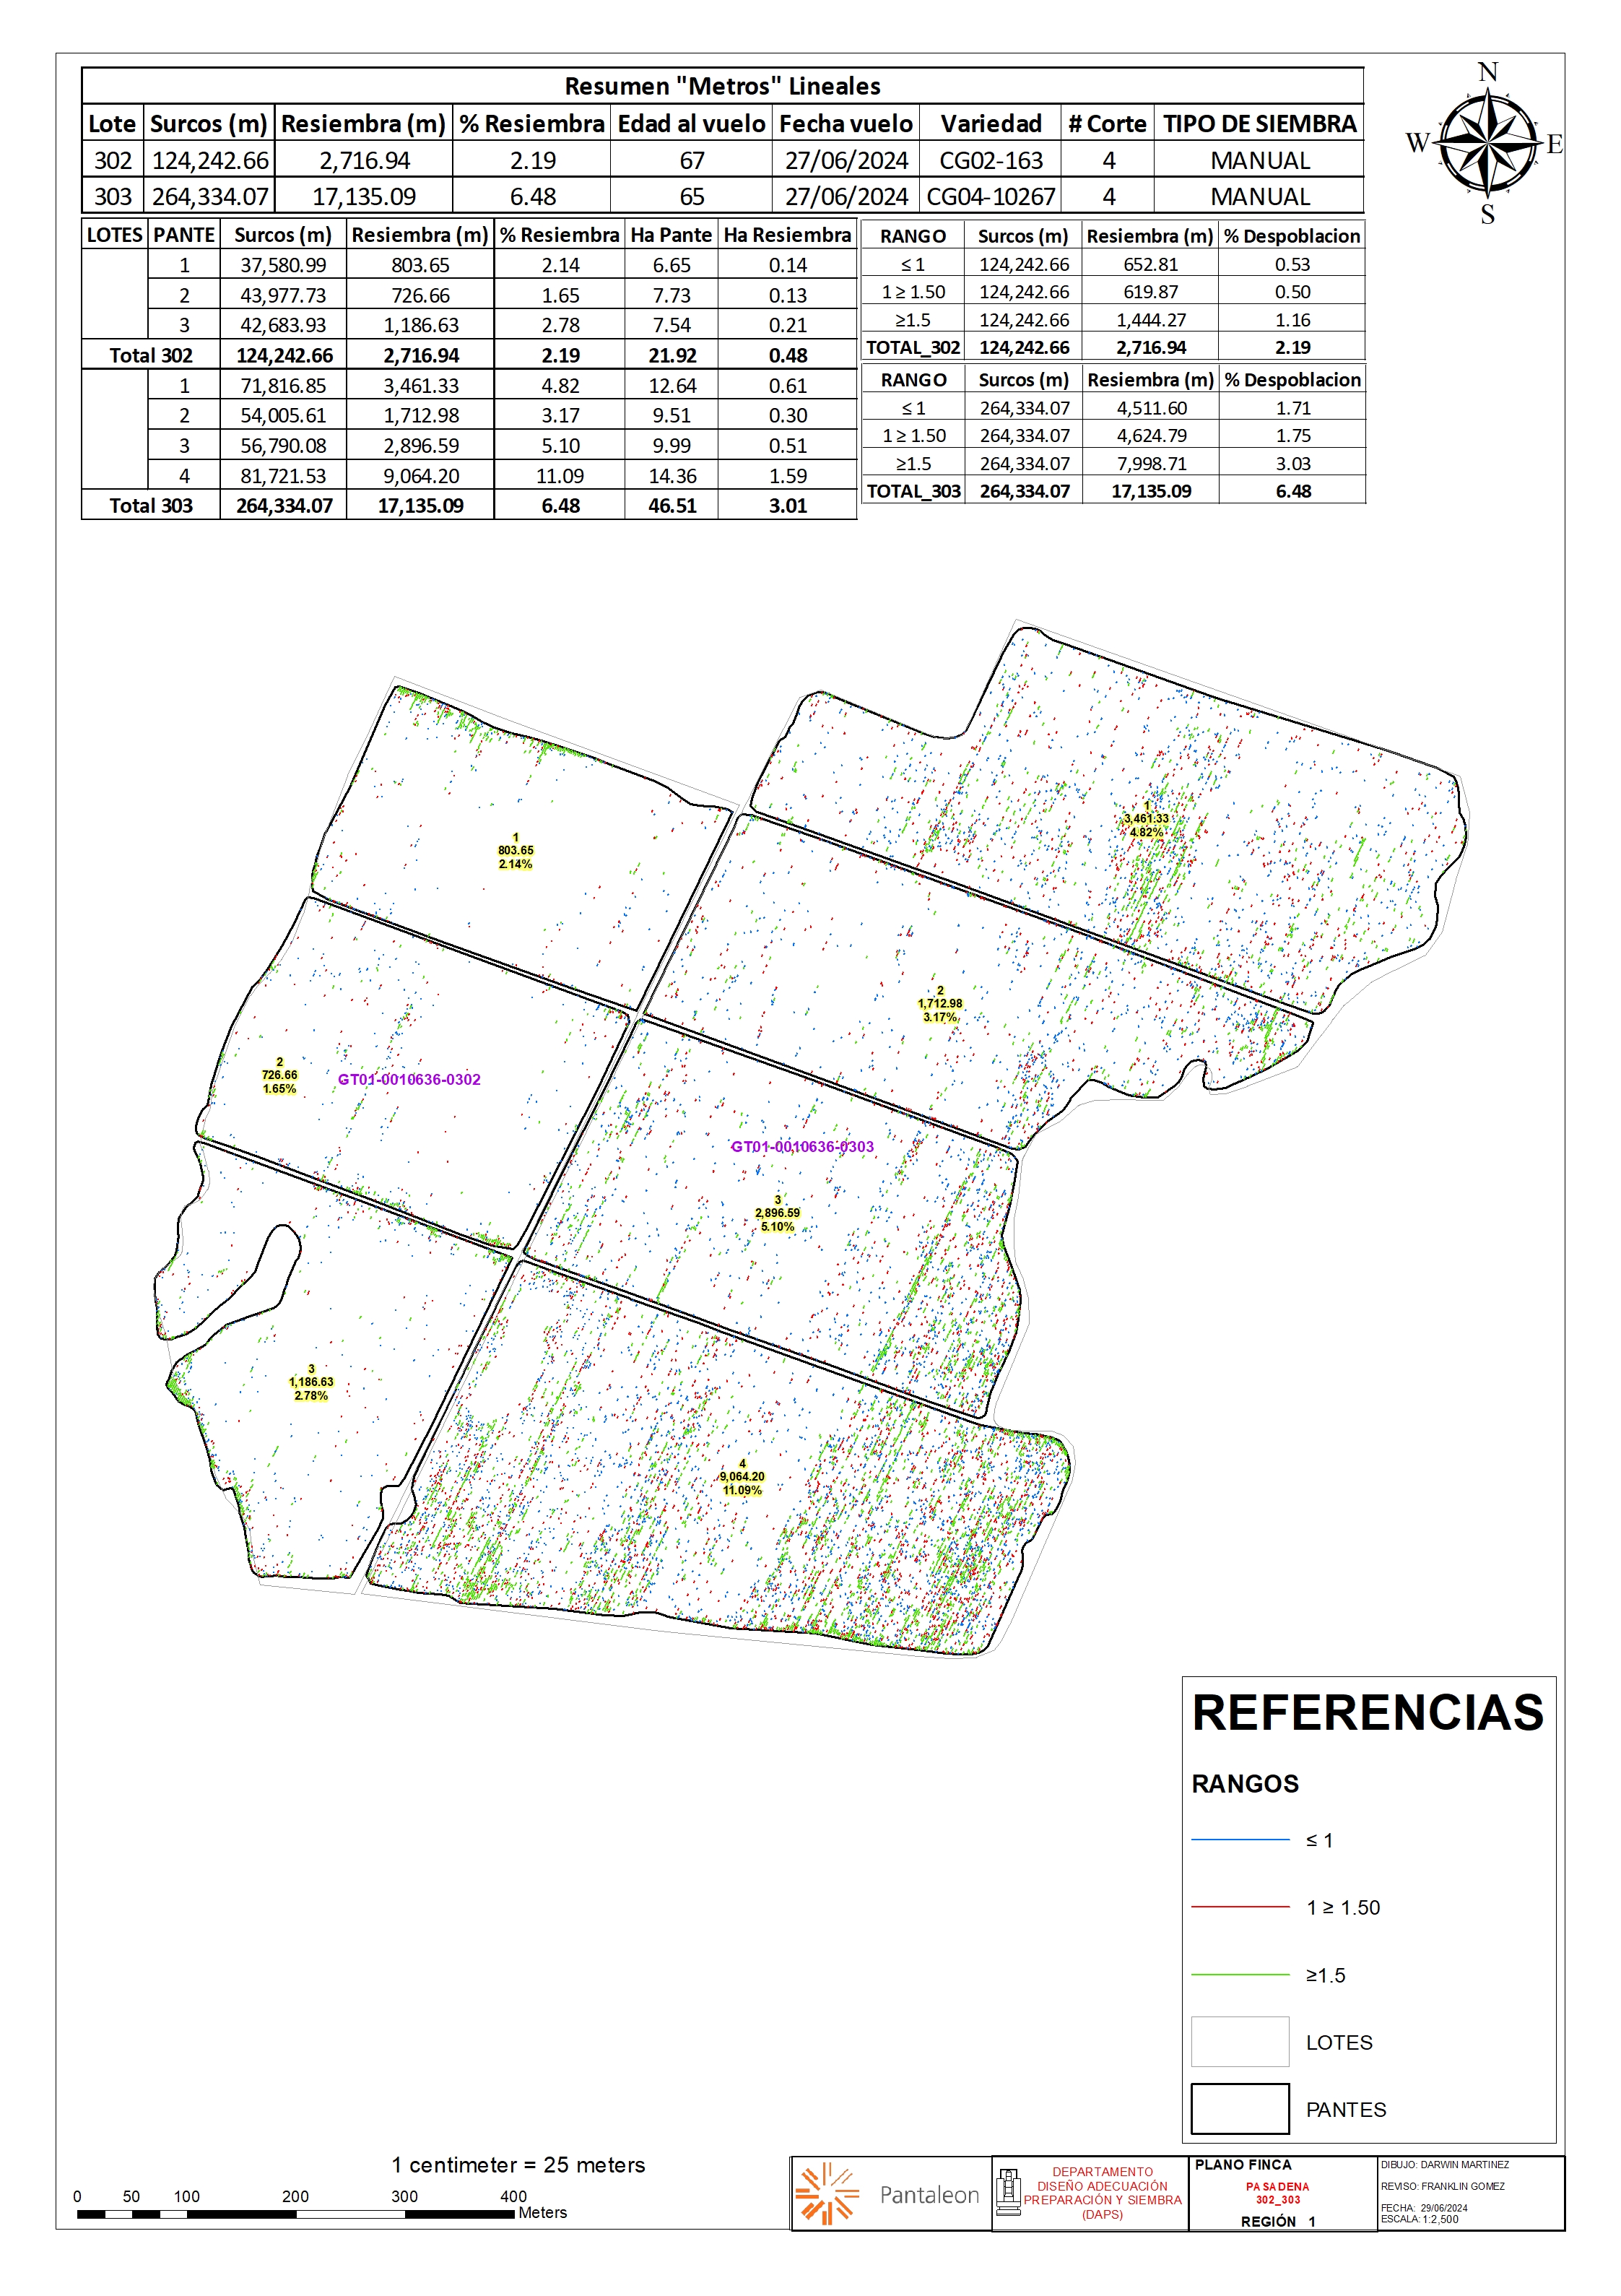 Resumen "Metros" Lineales
Lote Surcos (m) Resiembra (m) % Resiembra Edad al vuelo Fecha vuelo Variedad # Corte TIPO DE SIEMBRA
302 124,242.66 2,716.94 2.19 67 27/06/2024 CG02-163 4 MANUAL
303 264,334.07 17,135.09 6.48 65 27/06/2024 CG04-10267 4 MANUAL
LOTES PANTE Surcos (m) Resiembra (m) % Resiembra Ha Pante Ha Resiembra
1 37,580.99 803.65 2.14 6.65 0.14
2 43,977.73 726.66 1.65 7.73 0.13
3 42,683.93 1,186.63 2.78 7.54 0.21
Total 302 124,242.66 2,716.94 2.19 21.92 0.48
1 71,816.85 3,461.33 4.82 12.64 0.61
2 54,005.61 1,712.98 3.17 9.51 0.30
3 56,790.08 2,896.59 5.10 9.99 0.51
4 81,721.53 9,064.20 11.09 14.36 1.59
Total 303 264,334.07 17,135.09 6.48 46.51 3.01
RANGO Surcos (m) Resiembra (m) % Despoblacion
≤ 1 124,242.66 652.81 0.53
1 ≥ 1.50 124,242.66 619.87 0.50
≥1.5 124,242.66 1,444.27 1.16
TOTAL_302 124,242.66 2,716.94 2.19
RANGO Surcos (m) Resiembra (m) % Despoblacion
≤ 1 264,334.07 4,511.60 1.71
1 ≥ 1.50 264,334.07 4,624.79 1.75
≥1.5 264,334.07 7,998.71 3.03
TOTAL_303 264,334.07 17,135.09 6.48
N
W E
S
1
3,461.33
4.82%
1
803.65
2.14%
2
1,712.98
3.17%
2
726.66
1.65%
GT01-0010636-0302
GT01-0010636-0303
3
2,896.59
5.10%
3
1,186.63
2.78%
4
9,064.20
11.09%
REFERENCIAS
RANGOS
≤ 1
1 ≥ 1.50
≥1.5
LOTES
PANTES
1 centimeter = 25 meters
0 50 100 200 300 400
Meters
Pantaleon
DEPARTAMENTO
DISEÑO ADECUACIÓN
PREPARACIÓN Y SIEMBRA
(DAPS)
PLANO FINCA
PASADENA
302_303
REGIÓN 1
DIBUJO: DARWIN MARTINEZ
REVISO: FRANKLIN GOMEZ
FECHA: 29/06/2024
ESCALA: 1:2,500